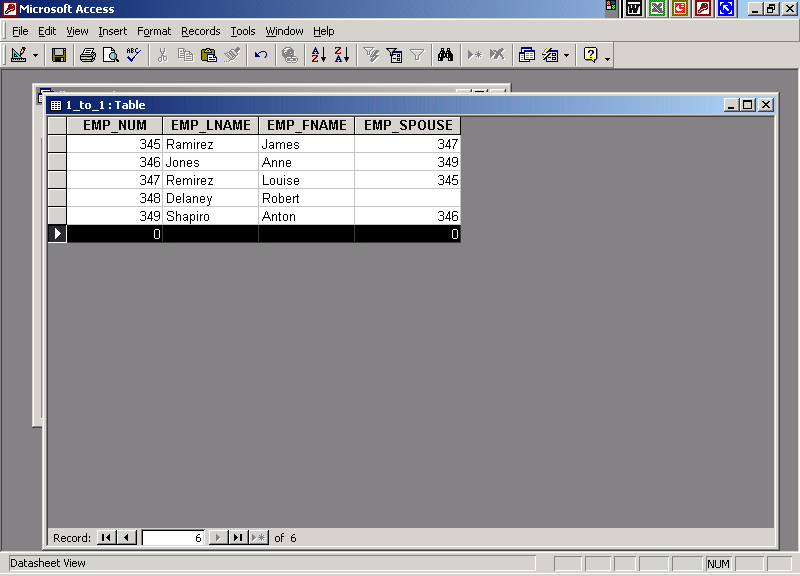 Microsoft Access
File Edit View Insert Format Records Tools Window Help
1_to_1 : Table
EMP_NUM EMP_LNAME EMP_FNAME EMP_SPOUSE
345 Ramirez James 347
346 Jones Anne 349
347 Remirez Louise 345
348 Delaney Robert
349 Shapiro Anton 346
0 0
Record: 6 of 6
Datasheet View NUM